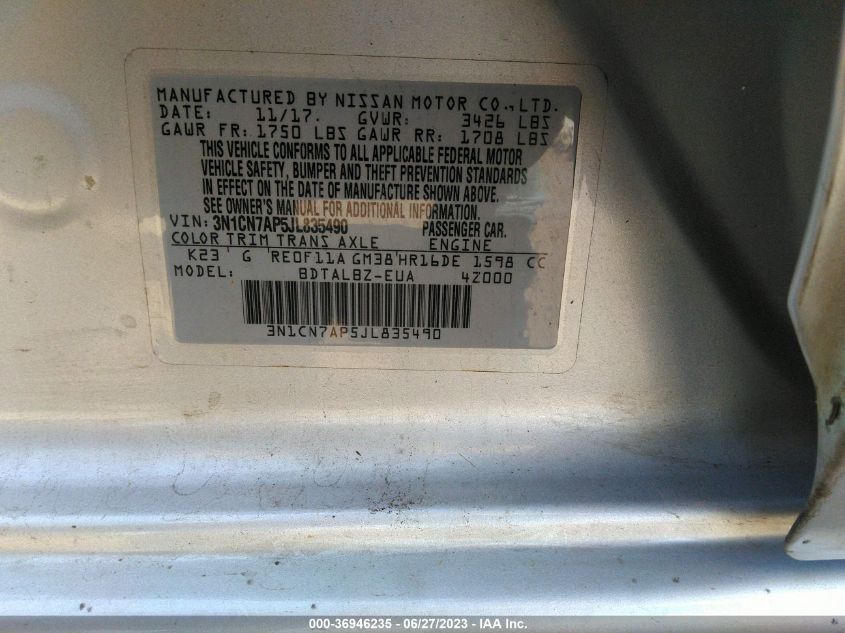 MANUFACTURED BY NISSAN MOTOR CO., LTD.
DATE: 11/17. GVWR: 3426 LBS
GAWR FR: 1750 LBS GAWR RR: 1708 LBS
THIS VEHICLE CONFORMS TO ALL APPLICABLE FEDERAL MOTOR
VEHICLE SAFETY, BUMPER AND THEFT PREVENTION STANDARDS
IN EFFECT ON THE DATE OF MANUFACTURE SHOWN ABOVE.
SEE OWNER'S MANUAL FOR ADDITIONAL INFORMATION.
VIN: 3N1CN7AP5JL835490 PASSENGER CAR.
COLOR TRIM TRANS AXLE ENGINE
K23 G RE0F11A GM38 HR16DE 1598 CC
MODEL: BDTALBZ-EUA 4Z000
3N1CN7AP5JL835490
000-36946235 - 06/27/2023 - IAA Inc.